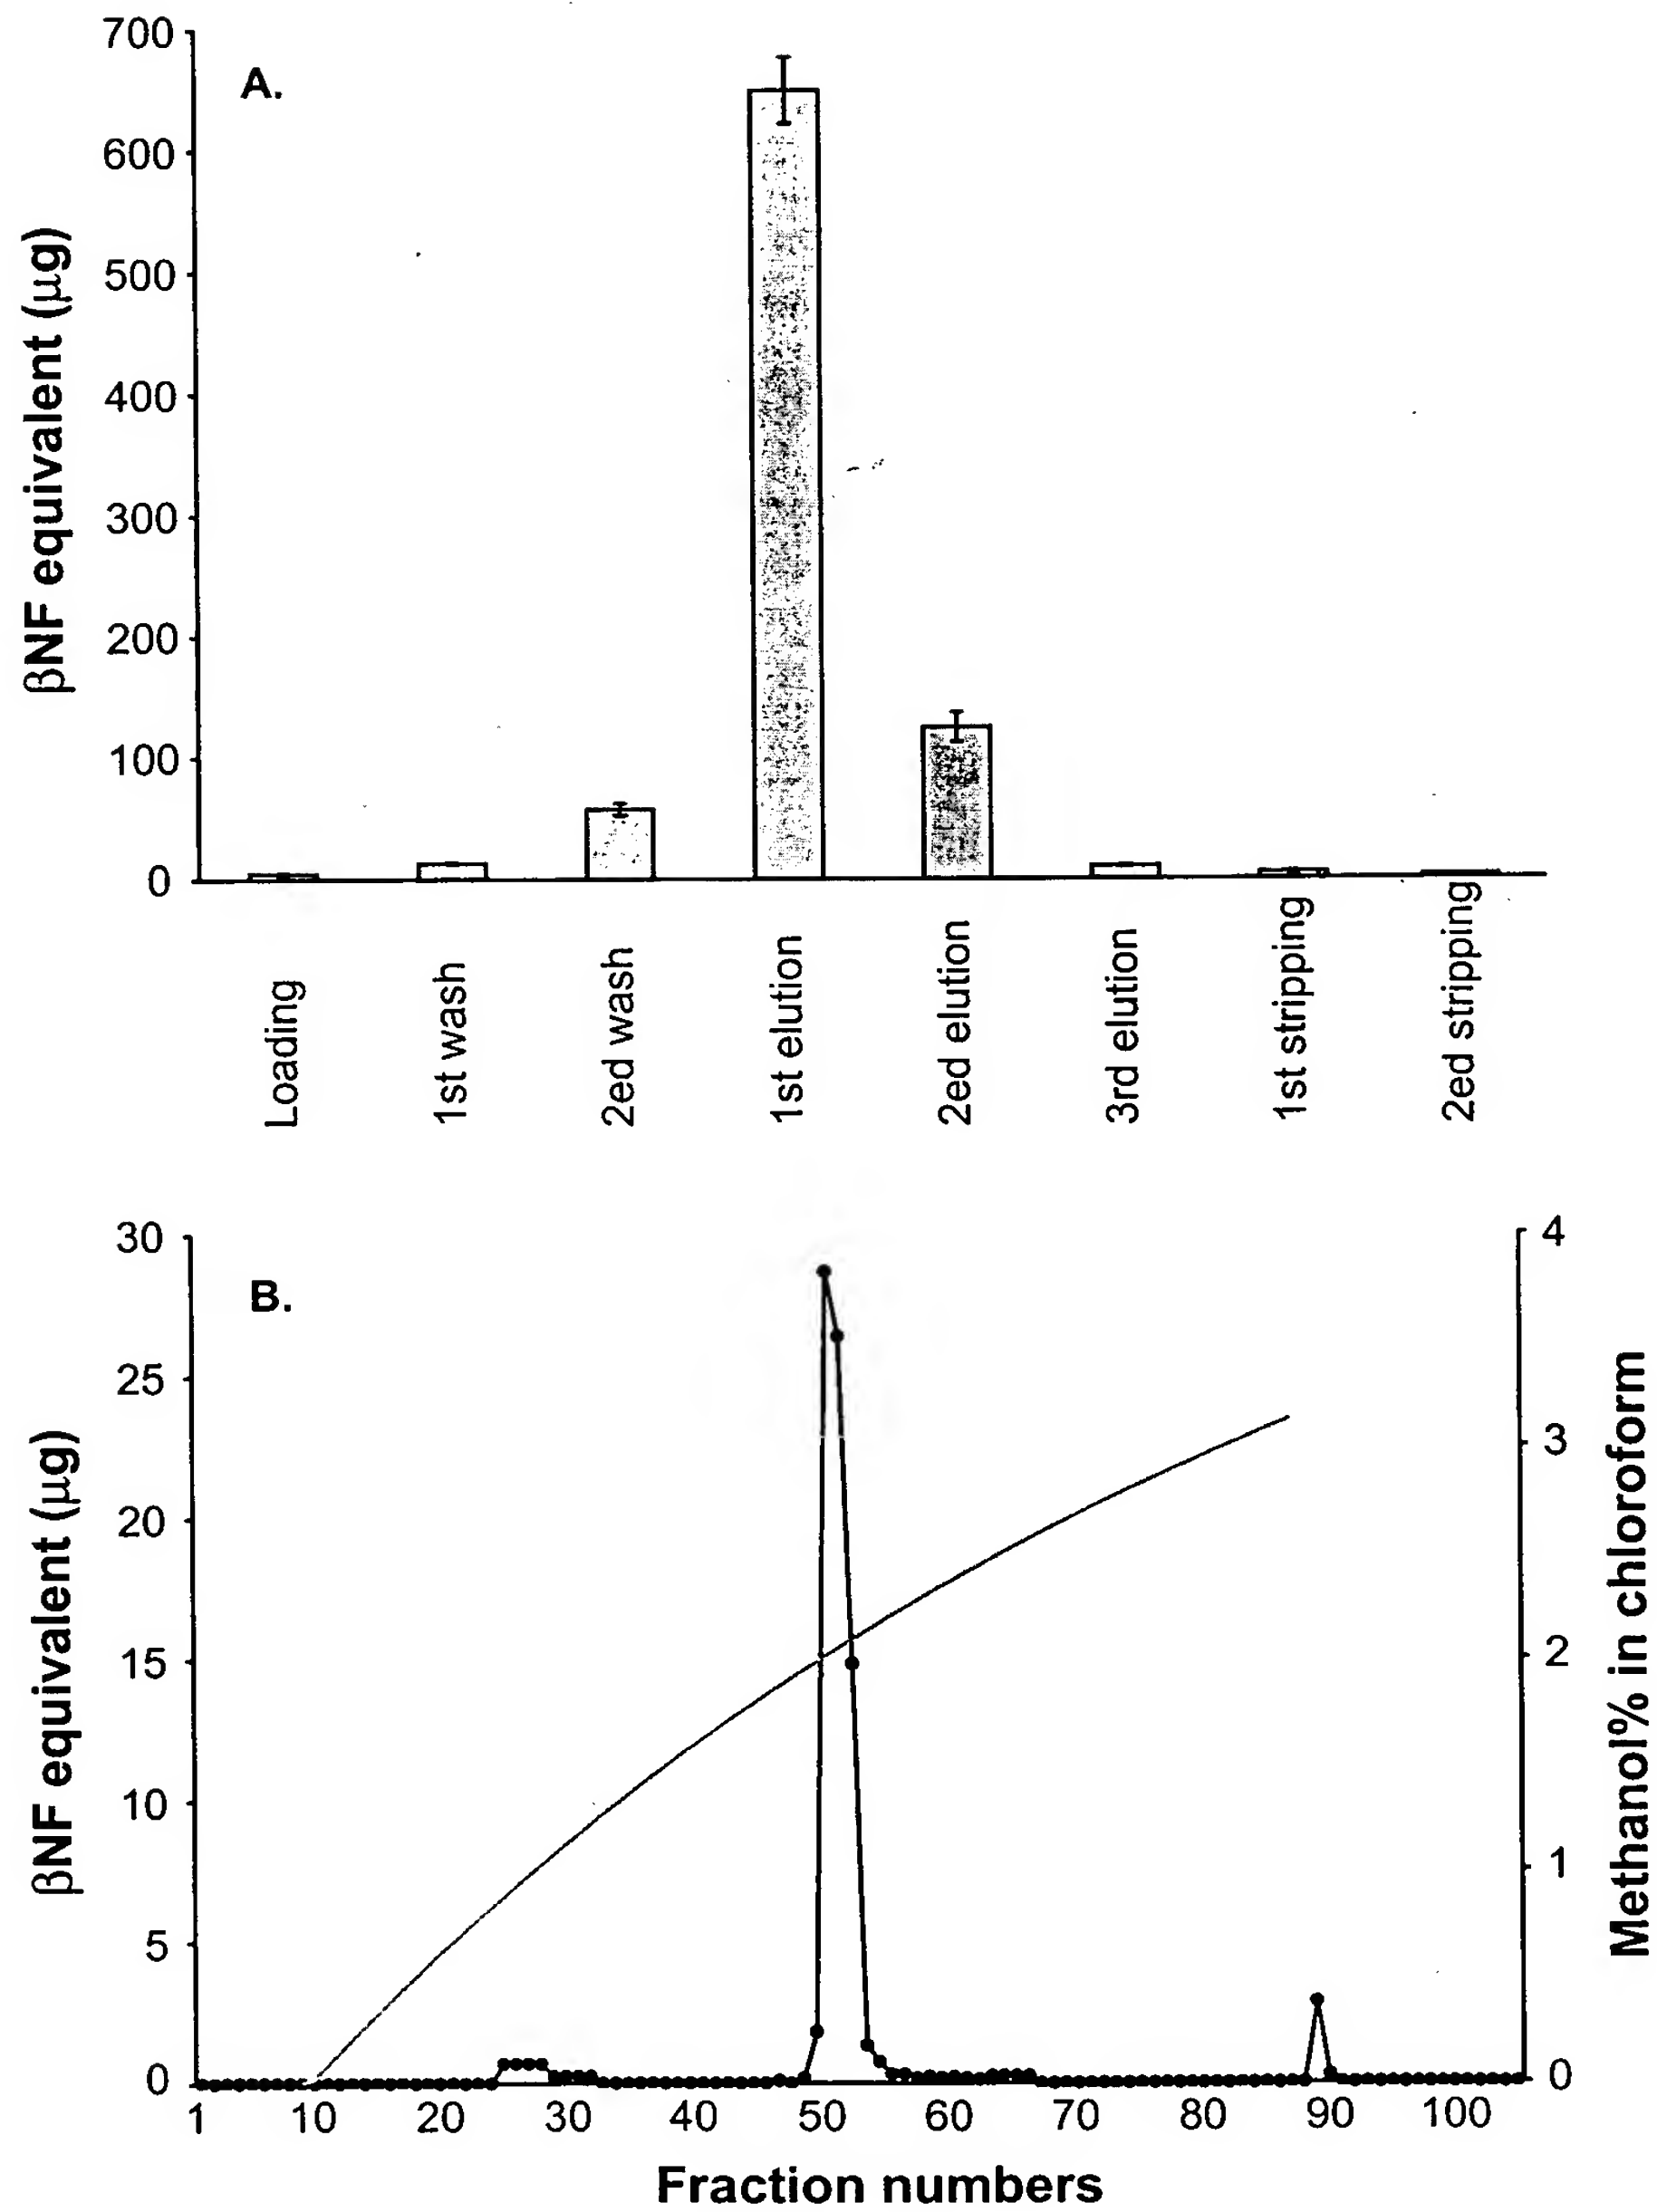 A.
βNF equivalent (μg)
700
600
500
400
300
200
100
0
Loading
1st wash
2ed wash
1st elution
2ed elution
3rd elution
1st stripping
2ed stripping
B.
βNF equivalent (μg)
30
25
20
15
10
5
0
Methanol% in chloroform
4
3
2
1
0
1 10 20 30 40 50 60 70 80 90 100
Fraction numbers